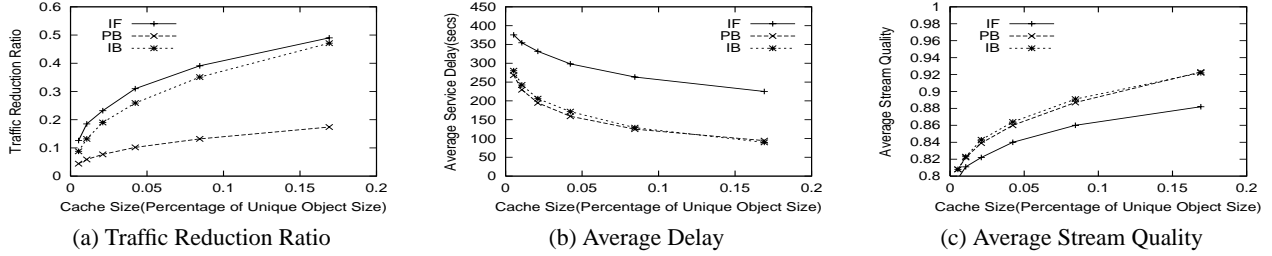 0.6
0.5
0.4
0.3
0.2
0.1
0
0 0.05 0.1 0.15 0.2
Traffic Reduction Ratio
Cache Size(Percentage of Unique Object Size)
IF
PB
IB
(a) Traffic Reduction Ratio
450
400
350
300
250
200
150
100
50
0
0 0.05 0.1 0.15 0.2
Average Service Delay(secs)
Cache Size(Percentage of Unique Object Size)
IF
PB
IB
(b) Average Delay
1
0.98
0.96
0.94
0.92
0.9
0.88
0.86
0.84
0.82
0.8
0 0.05 0.1 0.15 0.2
Average Stream Quality
Cache Size(Percentage of Unique Object Size)
IF
PB
IB
(c) Average Stream Quality